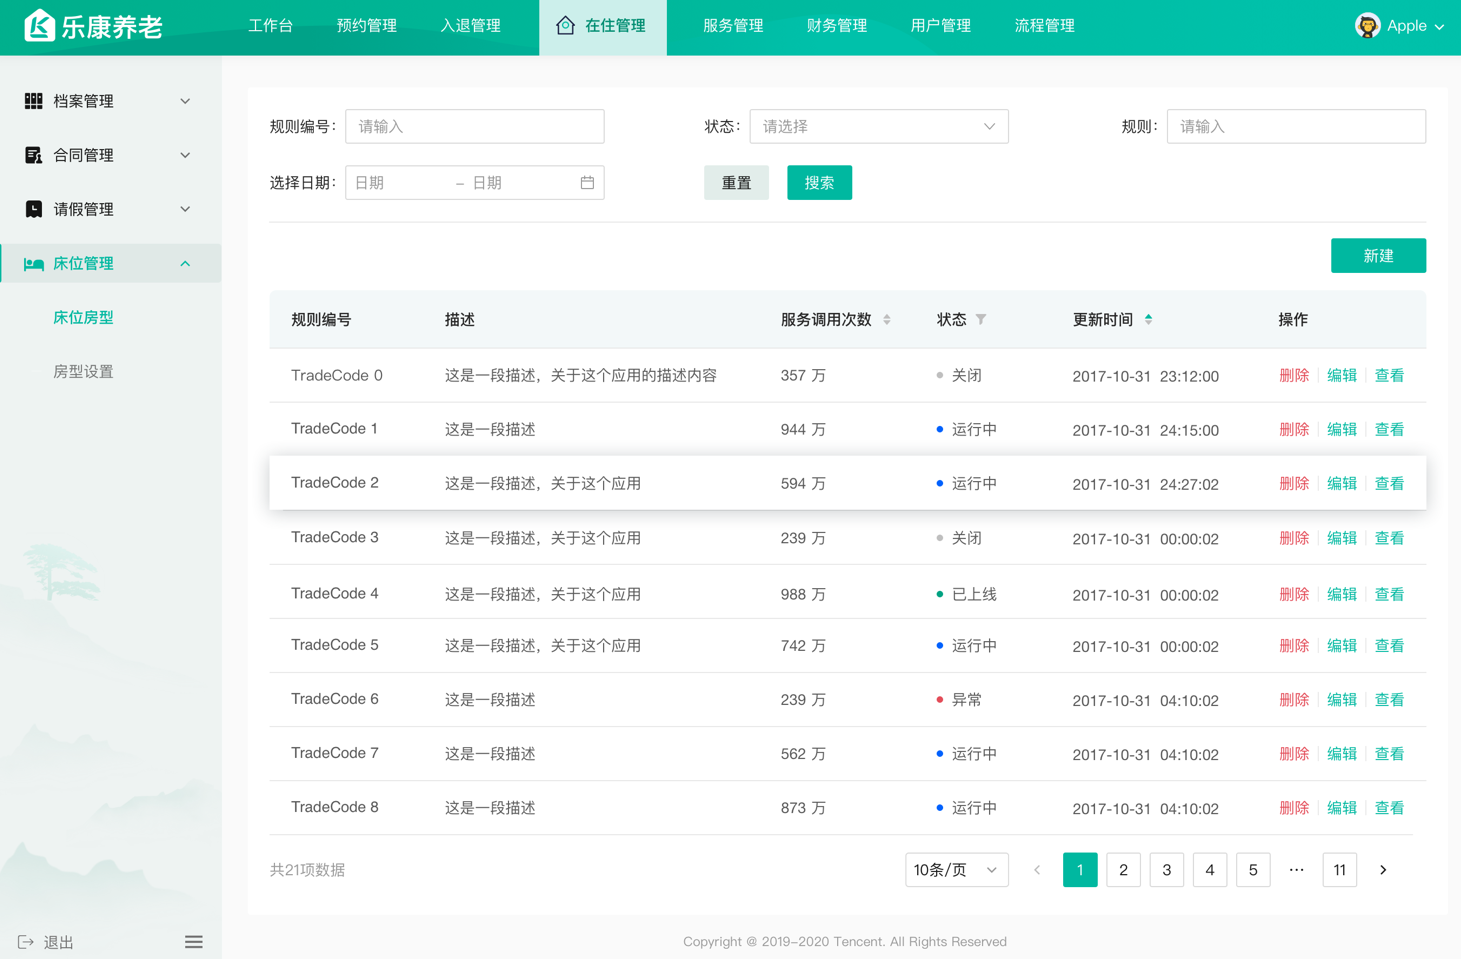 乐康养老 工作台 预约管理 入退管理 在住管理 服务管理 财务管理 用户管理 流程管理 Apple
档案管理
合同管理
请假管理
床位管理
床位房型
房型设置
退出
规则编号： 请输入 状态： 请选择 规则： 请输入
选择日期： 日期 – 日期 重置 搜索
新建
规则编号 描述 服务调用次数 状态 更新时间 操作
TradeCode 0 这是一段描述，关于这个应用的描述内容 357 万 关闭 2017-10-31 23:12:00 删除 编辑 查看
TradeCode 1 这是一段描述 944 万 运行中 2017-10-31 24:15:00 删除 编辑 查看
TradeCode 2 这是一段描述，关于这个应用 594 万 运行中 2017-10-31 24:27:02 删除 编辑 查看
TradeCode 3 这是一段描述，关于这个应用 239 万 关闭 2017-10-31 00:00:02 删除 编辑 查看
TradeCode 4 这是一段描述，关于这个应用 988 万 已上线 2017-10-31 00:00:02 删除 编辑 查看
TradeCode 5 这是一段描述，关于这个应用 742 万 运行中 2017-10-31 00:00:02 删除 编辑 查看
TradeCode 6 这是一段描述 239 万 异常 2017-10-31 04:10:02 删除 编辑 查看
TradeCode 7 这是一段描述 562 万 运行中 2017-10-31 04:10:02 删除 编辑 查看
TradeCode 8 这是一段描述 873 万 运行中 2017-10-31 04:10:02 删除 编辑 查看
共21项数据 10条/页 1 2 3 4 5 ··· 11
Copyright @ 2019-2020 Tencent. All Rights Reserved